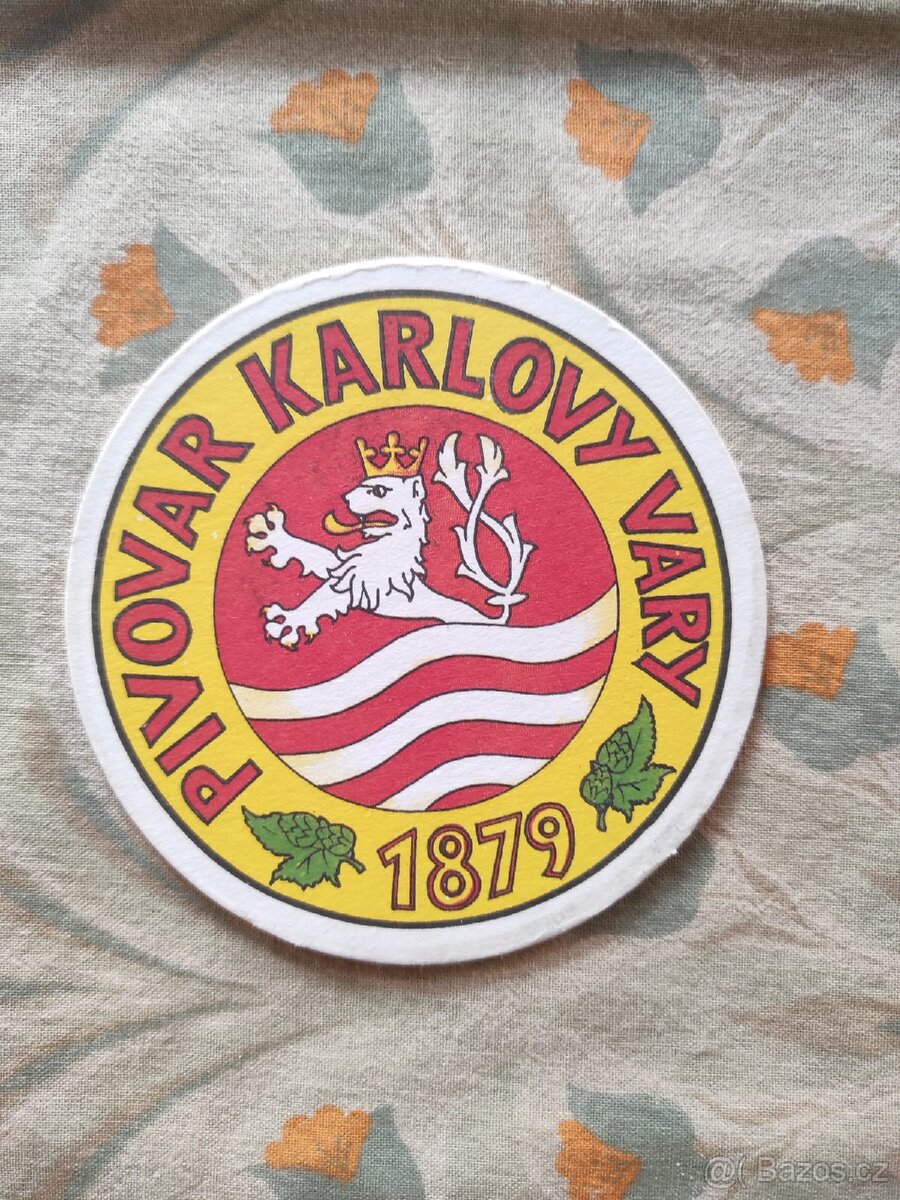 PIVOVAR KARLOVY VARY
1879
@( Bazos.cz